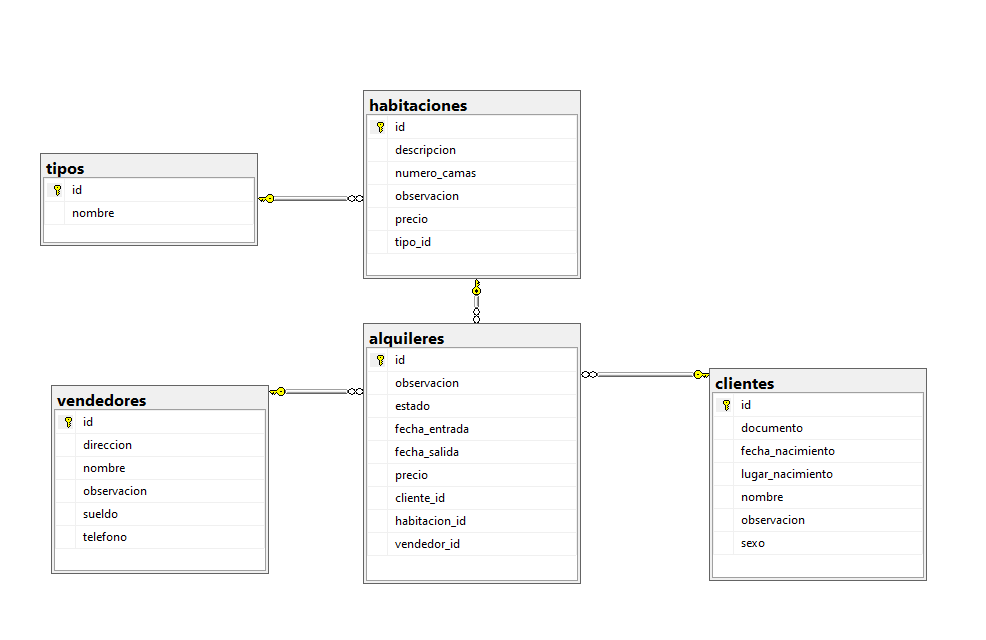 habitaciones
id
descripcion
numero_camas
observacion
precio
tipo_id
tipos
id
nombre
alquileres
id
observacion
estado
fecha_entrada
fecha_salida
precio
cliente_id
habitacion_id
vendedor_id
vendedores
id
direccion
nombre
observacion
sueldo
telefono
clientes
id
documento
fecha_nacimiento
lugar_nacimiento
nombre
observacion
sexo